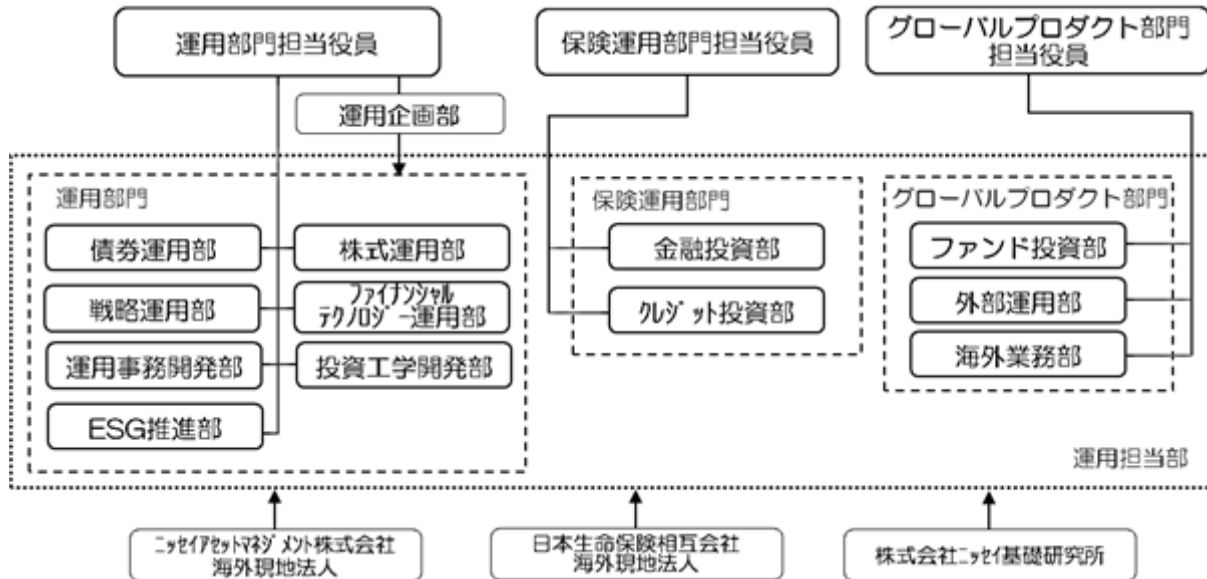 運用部門担当役員
保険運用部門担当役員
グローバルプロダクト部門
担当役員
運用企画部
運用部門
債券運用部
株式運用部
戦略運用部
ファイナンシャル
テクノロジー運用部
運用事務開発部
投資工学開発部
ESG推進部
保険運用部門
金融投資部
クレジット投資部
グローバルプロダクト部門
ファンド投資部
外部運用部
海外業務部
運用担当部
ニッセイアセットマネジメント株式会社
海外現地法人
日本生命保険相互会社
海外現地法人
株式会社ニッセイ基礎研究所